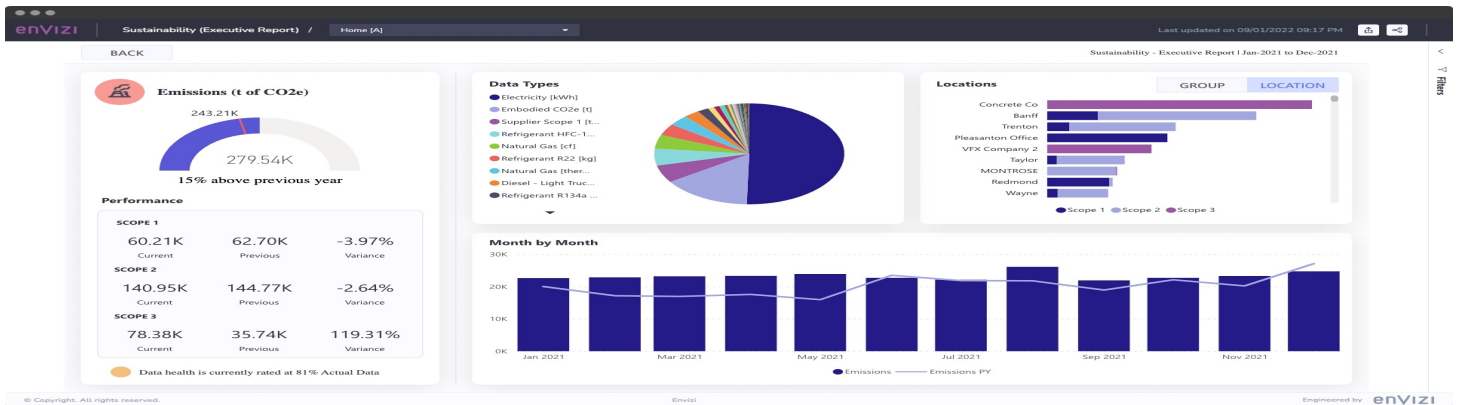 enVIZI
Sustainability (Executive Report) / Home [A]
Last updated on 09/01/2022 09:17 PM
BACK
Sustainability - Executive Report | Jan-2021 to Dec-2021
Filters
Emissions (t of CO2e)
243.21K
279.54K
15% above previous year
Performance
SCOPE 1
60.21K 62.70K -3.97%
Current Previous Variance
SCOPE 2
140.95K 144.77K -2.64%
Current Previous Variance
SCOPE 3
78.38K 35.74K 119.31%
Current Previous Variance
Data health is currently rated at 81% Actual Data
Data Types
Electricity [kWh]
Embodied CO2e [t]
Supplier Scope 1 [t...
Refrigerant HFC-1...
Natural Gas [cf]
Refrigerant R22 [kg]
Natural Gas [ther...
Diesel - Light Truc...
Refrigerant R134a ...
Locations
GROUP LOCATION
Concrete Co
Banff
Trenton
Pleasanton Office
VFX Company 2
Taylor
MONTROSE
Redmond
Wayne
Scope 1 Scope 2 Scope 3
Month by Month
30K
20K
10K
0K
Jan 2021 Mar 2021 May 2021 Jul 2021 Sep 2021 Nov 2021
Emissions Emissions PY
© Copyright. All rights reserved.
Envizi
Engineered by enVIZI